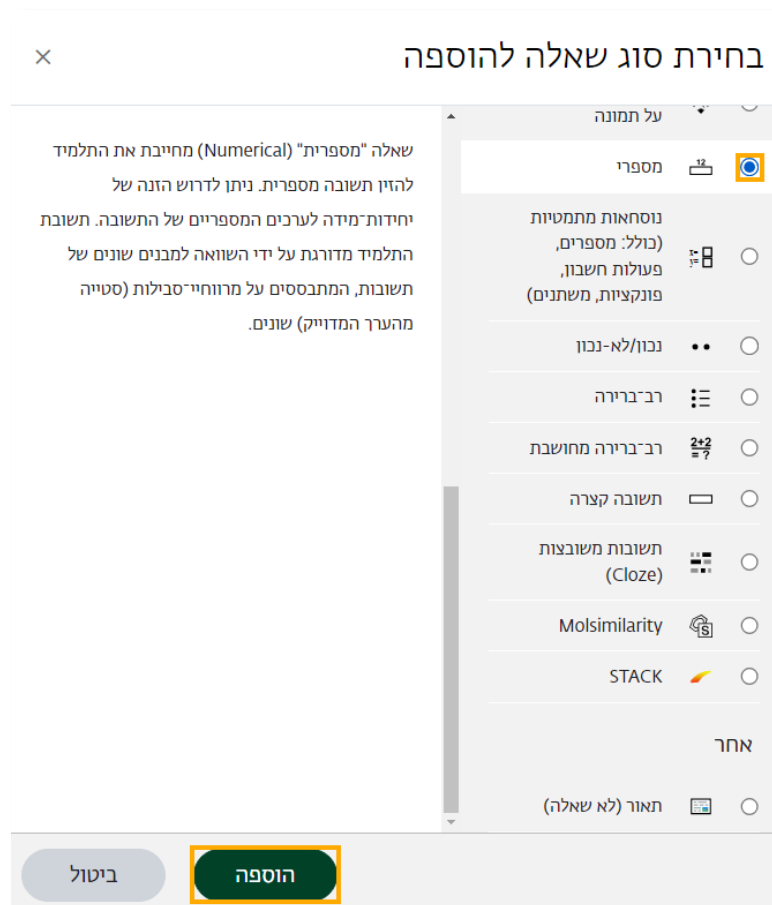 בחירת סוג שאלה להוספה
×
על תמונה
מספרי
12
נוסחאות מתמטיות
(כולל: מספרים,
פעולות חשבון,
פונקציות, משתנים)
x=
y=
נכון/לא-נכון
רב־ברירה
רב־ברירה מחושבת
2+2
= ?
תשובה קצרה
תשובות משובצות
(Cloze)
Molsimilarity
S
STACK
אחר
תאור (לא שאלה)
שאלה "מספרית" (Numerical) מחייבת את התלמיד
להזין תשובה מספרית. ניתן לדרוש הזנה של
יחידות־מידה לערכים המספריים של התשובה. תשובת
התלמיד מדורגת על ידי השוואה למבנים שונים של
תשובות, המתבססים על מרווחיי־סבילות (סטייה
מהערך המדוייק) שונים.
הוספה
ביטול